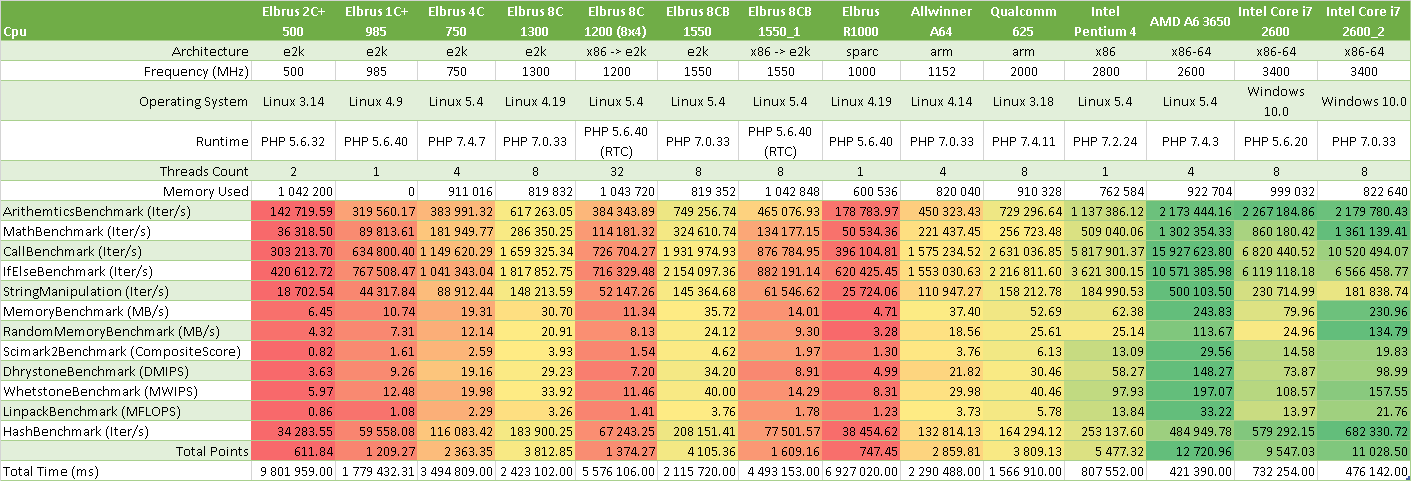 Cpu Elbrus 2C+ 500 Elbrus 1C+ 985 Elbrus 4C 750 Elbrus 8C 1300 Elbrus 8C 1200 (8x4) Elbrus 8CB 1550 Elbrus 8CB 1550_1 Elbrus R1000 Allwinner A64 Qualcomm 625 Intel Pentium 4 AMD A6 3650 Intel Core i7 2600 Intel Core i7 2600_2
Architecture e2k e2k e2k e2k x86 -> e2k e2k x86 -> e2k sparc arm arm x86 x86-64 x86-64 x86-64
Frequency (MHz) 500 985 750 1300 1200 1550 1550 1000 1152 2000 2800 2600 3400 3400
Operating System Linux 3.14 Linux 4.9 Linux 5.4 Linux 4.19 Linux 5.4 Linux 5.4 Linux 5.4 Linux 4.19 Linux 4.14 Linux 3.18 Linux 5.4 Linux 5.4 Windows 10.0 Windows 10.0
Runtime PHP 5.6.32 PHP 5.6.40 PHP 7.4.7 PHP 7.0.33 PHP 5.6.40 (RTC) PHP 7.0.33 PHP 5.6.40 (RTC) PHP 5.6.40 PHP 7.0.33 PHP 7.4.11 PHP 7.2.24 PHP 7.4.3 PHP 5.6.20 PHP 7.0.33
Threads Count 2 1 4 8 32 8 8 1 4 8 1 4 8 8
Memory Used 1 042 200 0 911 016 819 832 1 043 720 819 352 1 042 848 600 536 820 040 910 328 762 584 922 704 999 032 822 640
ArithemticsBenchmark (Iter/s) 142 719.59 319 560.17 383 991.32 617 263.05 384 343.89 749 256.74 465 076.93 178 783.97 450 323.43 729 296.64 1 137 386.12 2 173 444.16 2 267 184.86 2 179 780.43
MathBenchmark (Iter/s) 36 318.50 89 813.61 181 949.77 286 350.25 114 181.32 324 610.74 134 177.15 50 534.36 221 437.45 256 723.48 509 040.06 1 302 354.33 860 180.42 1 361 139.41
CallBenchmark (Iter/s) 303 213.70 634 800.40 1 149 620.29 1 659 325.34 726 704.27 1 931 974.93 876 784.95 396 104.81 1 575 234.52 2 631 036.85 5 817 901.37 15 927 623.80 6 820 440.52 10 520 494.07
IfElseBenchmark (Iter/s) 420 612.72 767 508.47 1 041 343.04 1 817 852.75 716 329.48 2 154 097.36 882 191.14 620 425.45 1 553 030.63 2 216 811.60 3 621 300.15 10 571 385.98 6 119 118.18 6 566 458.77
StringManipulation (Iter/s) 18 702.54 44 317.84 88 912.44 148 213.59 52 147.26 145 364.68 61 546.62 25 724.06 110 947.27 158 212.78 184 990.53 500 103.50 230 714.99 181 838.74
MemoryBenchmark (MB/s) 6.45 10.74 19.31 30.70 11.34 35.72 14.01 4.71 37.40 52.69 62.38 243.83 79.96 230.96
RandomMemoryBenchmark (MB/s) 4.32 7.31 12.14 20.91 8.13 24.12 9.30 3.28 18.56 25.61 25.14 113.67 24.96 134.79
Scimark2Benchmark (CompositeScore) 0.82 1.61 2.59 3.93 1.54 4.62 1.97 1.30 3.76 6.13 13.09 29.56 14.58 19.83
DhrystoneBenchmark (DMIPS) 3.63 9.26 19.16 29.23 7.20 34.20 8.91 4.99 21.82 30.46 58.27 148.27 73.87 98.99
WhetstoneBenchmark (MWIPS) 5.97 12.48 19.98 33.92 11.46 40.00 14.29 8.31 29.98 40.46 97.93 197.07 108.57 157.55
LinpackBenchmark (MFLOPS) 0.86 1.08 2.29 3.26 1.41 3.76 1.78 1.23 3.73 5.78 13.84 33.22 13.97 21.76
HashBenchmark (Iter/s) 34 283.55 59 558.08 116 083.42 183 900.25 67 243.25 208 151.41 77 501.57 38 454.62 132 814.13 164 294.12 253 137.60 484 949.78 579 292.15 682 330.72
Total Points 611.84 1 209.27 2 363.35 3 812.85 1 374.27 4 105.36 1 609.16 747.45 2 859.81 3 809.13 5 477.32 12 720.96 9 547.03 11 028.50
Total Time (ms) 9 801 959.00 1 779 432.31 3 494 809.00 2 423 102.00 5 576 106.00 2 115 720.00 4 493 153.00 6 927 020.00 2 290 488.00 1 566 910.00 807 552.00 421 390.00 732 254.00 476 142.00